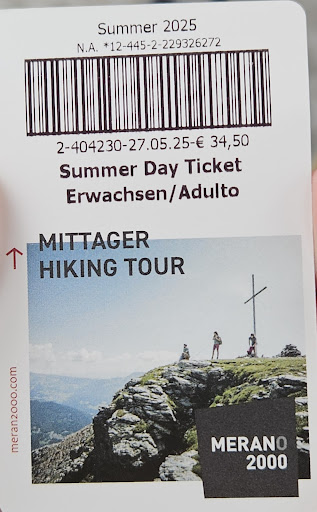 Summer 2025
N.A. *12-445-2-229326272
2-404230-27.05.25-€ 34,50
Summer Day Ticket
Erwachsen/Adulto
MITTAGER
HIKING TOUR
meran2000.com
MERANO
2000